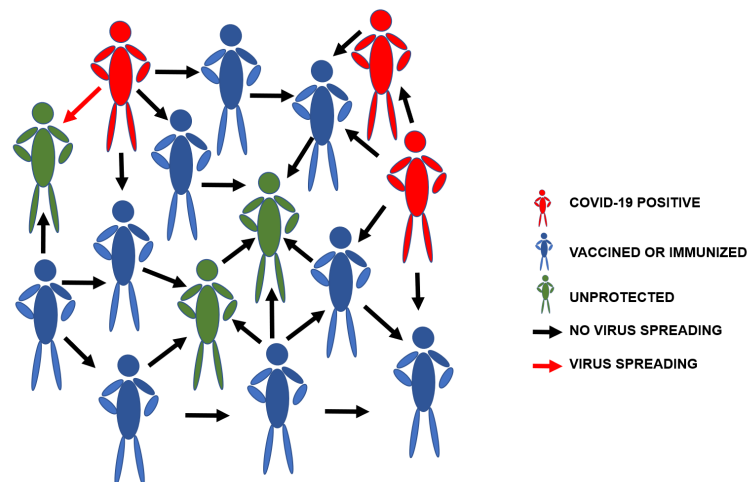 COVID-19 POSITIVE
VACCINED OR IMMUNIZED
UNPROTECTED
NO VIRUS SPREADING
VIRUS SPREADING